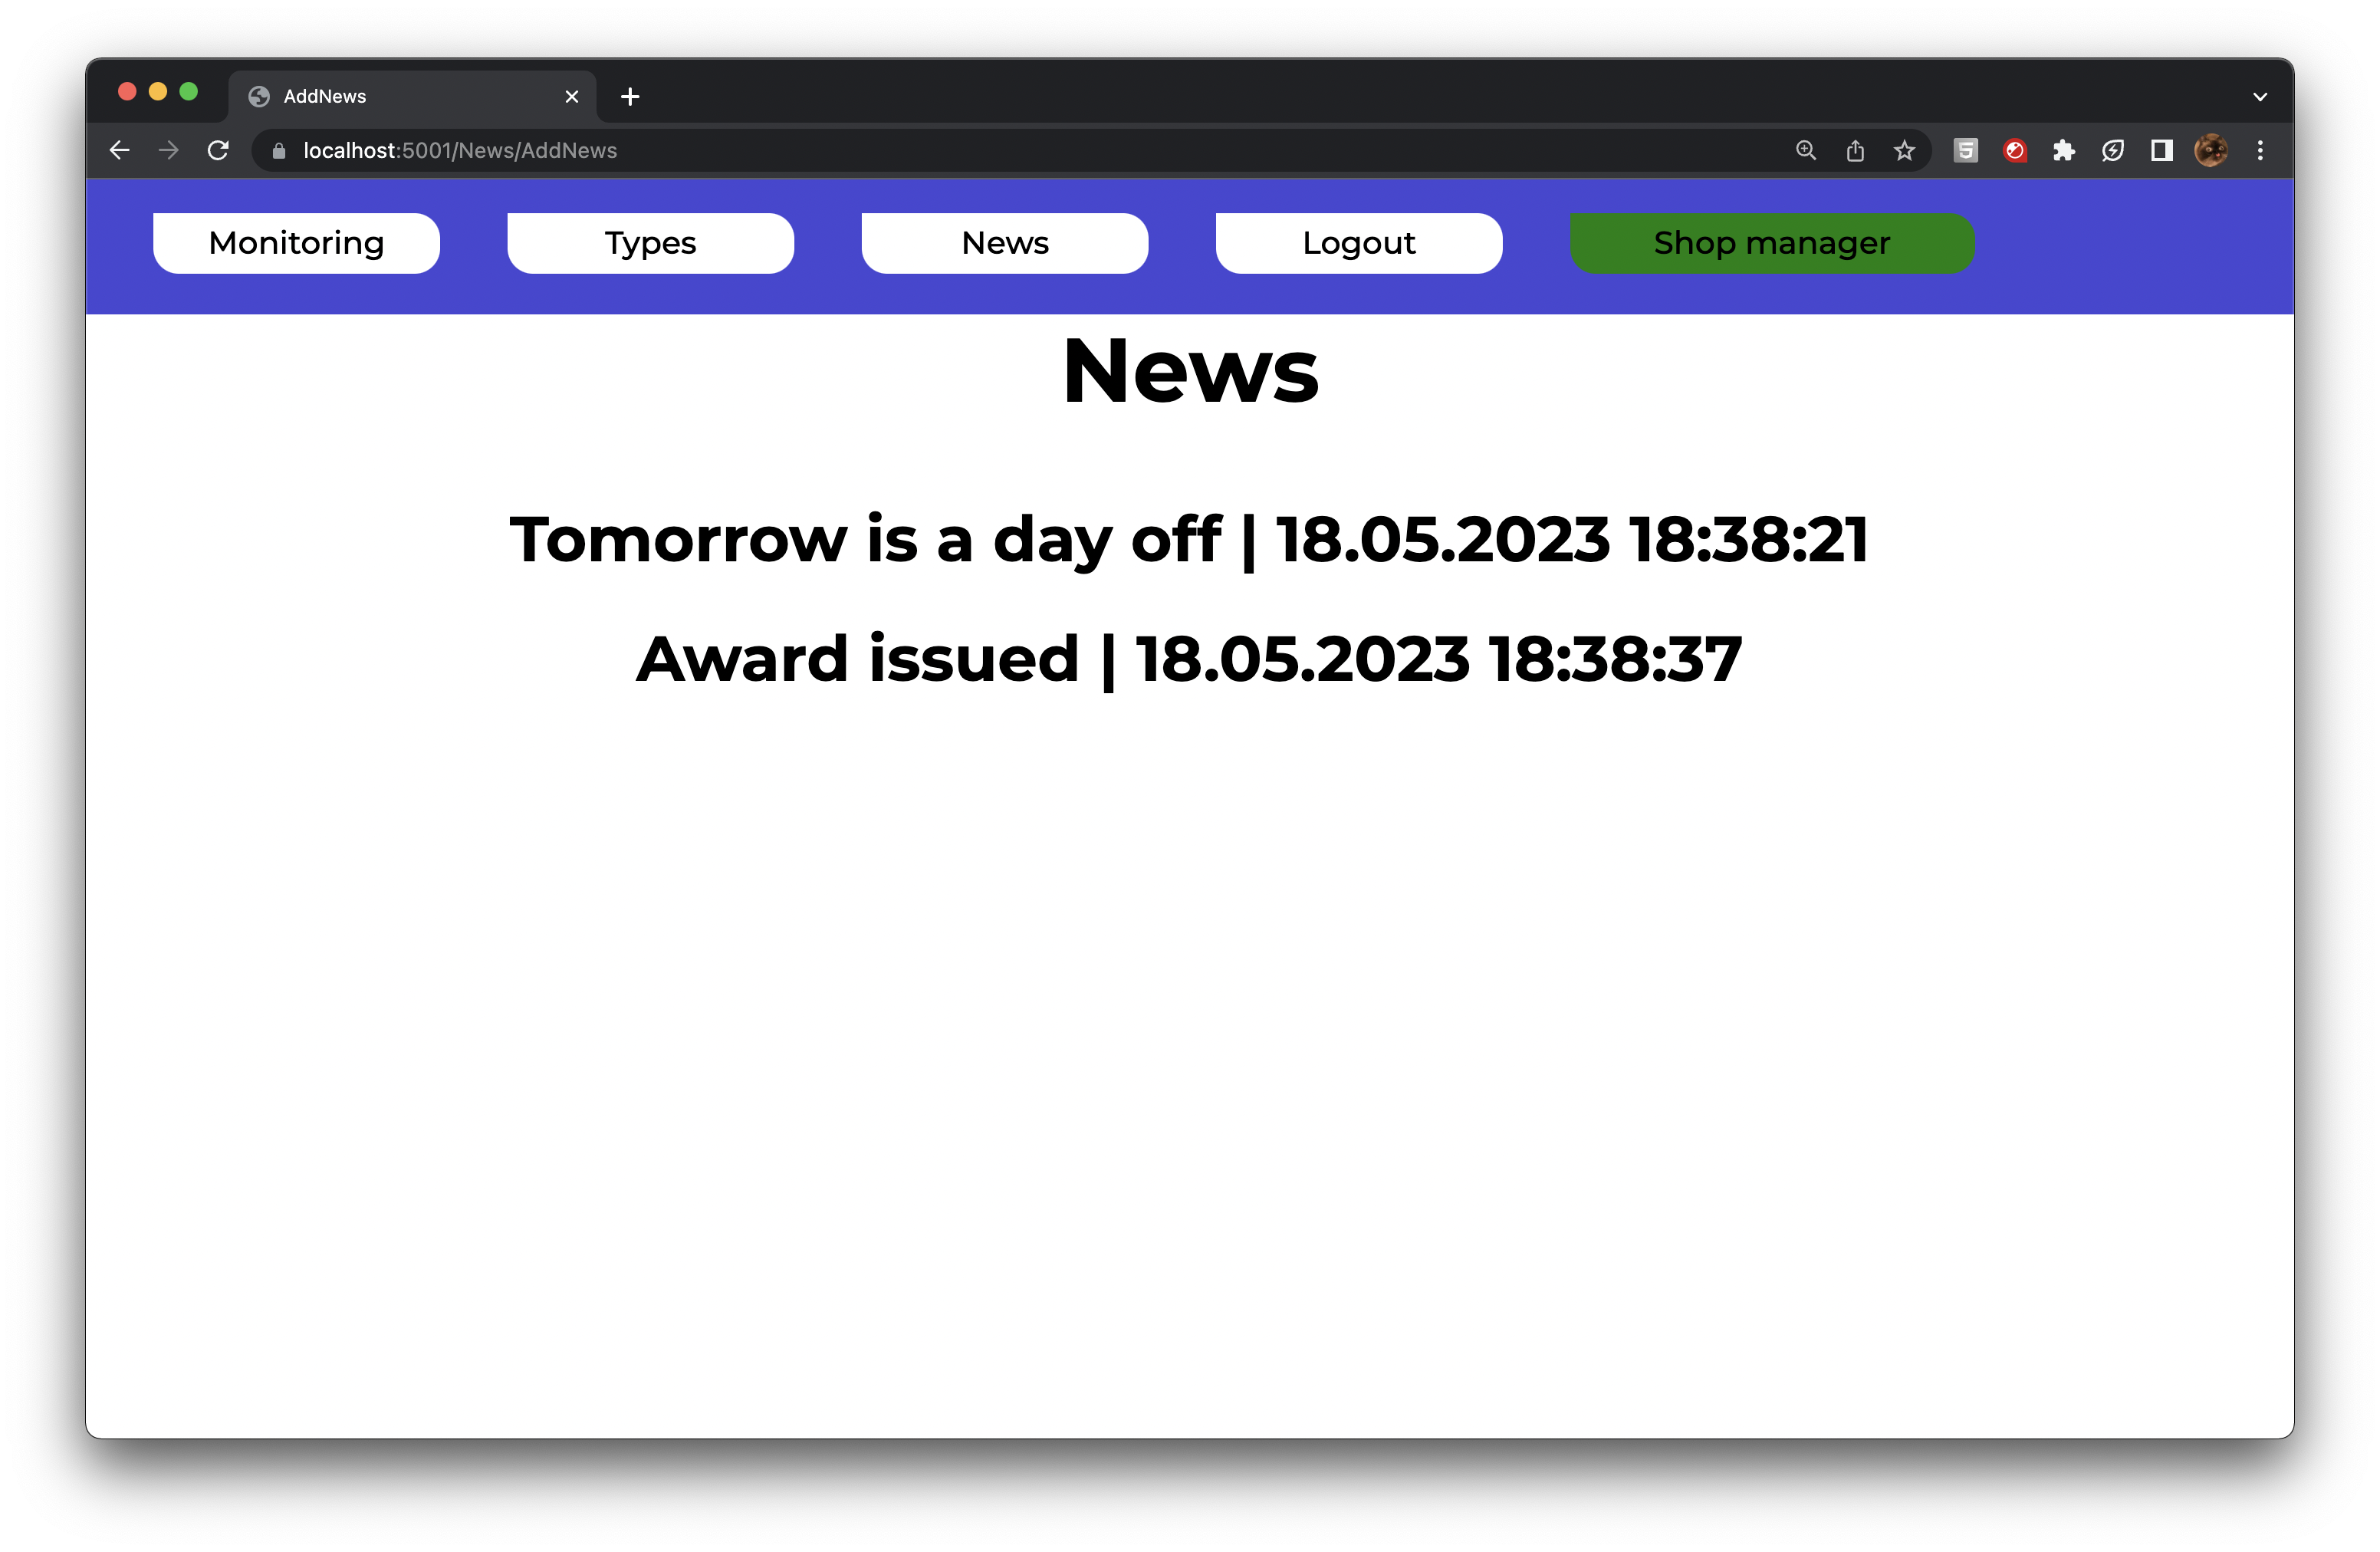 AddNews
localhost:5001/News/AddNews
Monitoring Types News Logout Shop manager
News
Tomorrow is a day off | 18.05.2023 18:38:21
Award issued | 18.05.2023 18:38:37